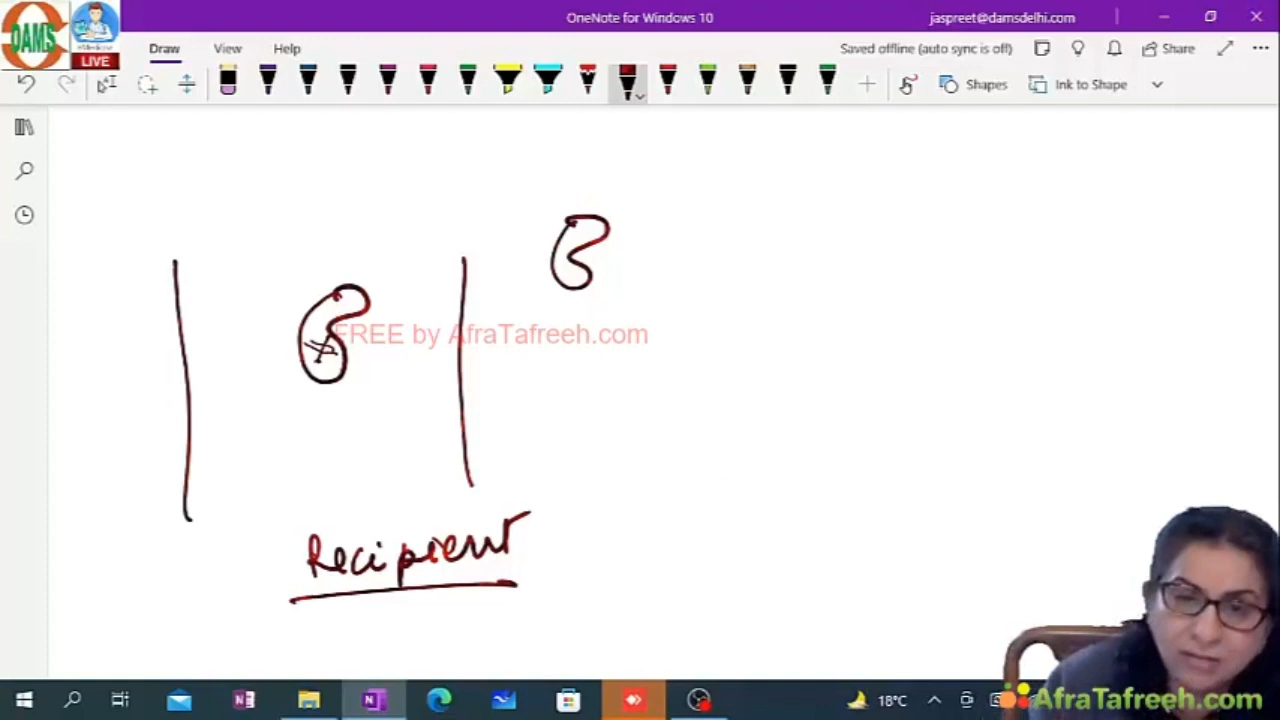 DAMS
eMedicoz
LIVE
OneNote for Windows 10
jaspreet@damsdelhi.com
Draw
View
Help
Saved offline (auto sync is off)
Share
Shapes
Ink to Shape
FREE by AfraTafreeh.com
Recipient
18°C
AfraTafreeh.com